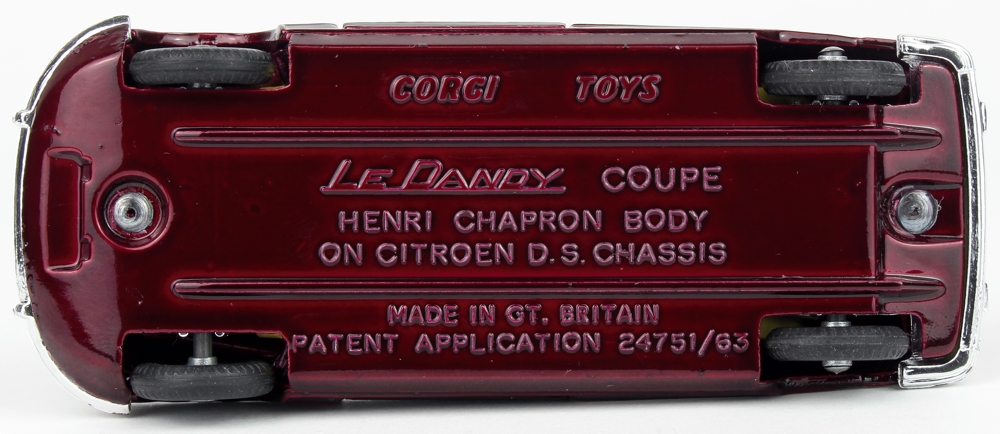 CORGI TOYS
LE DANDY COUPE
HENRI CHAPRON BODY
ON CITROEN D.S. CHASSIS
MADE IN GT. BRITAIN
PATENT APPLICATION 24751/63